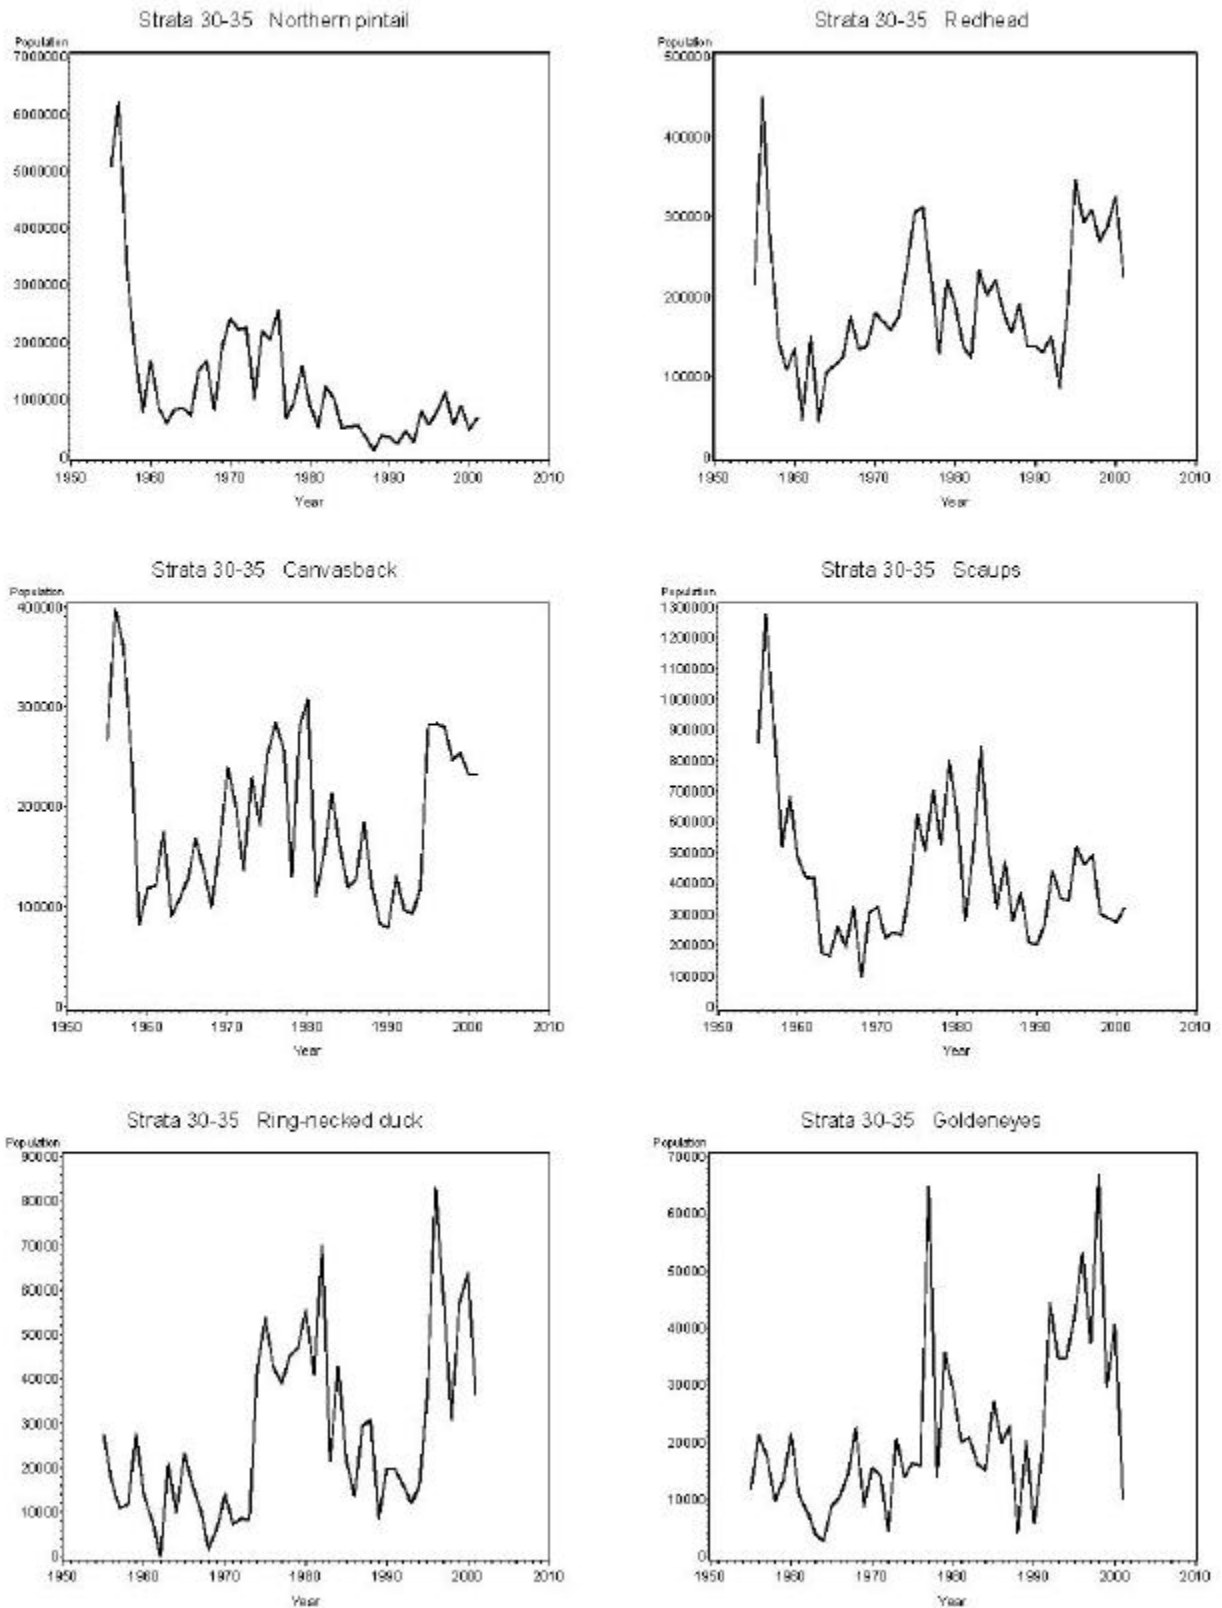 Strata 30-35 Northern pintail
Population
7000000
6000000
5000000
4000000
3000000
2000000
1000000
0
1950 1960 1970 1980 1990 2000 2010
Year
Strata 30-35 Redhead
Population
500000
400000
300000
200000
100000
0
1950 1960 1970 1980 1990 2000 2010
Year
Strata 30-35 Canvasback
Population
400000
300000
200000
100000
0
1950 1960 1970 1980 1990 2000 2010
Year
Strata 30-35 Scaups
Population
1300000
1200000
1100000
1000000
900000
800000
700000
600000
500000
400000
300000
200000
100000
0
1950 1960 1970 1980 1990 2000 2010
Year
Strata 30-35 Ring-necked duck
Population
90000
80000
70000
60000
50000
40000
30000
20000
10000
0
1950 1960 1970 1980 1990 2000 2010
Year
Strata 30-35 Goldeneyes
Population
70000
60000
50000
40000
30000
20000
10000
0
1950 1960 1970 1980 1990 2000 2010
Year